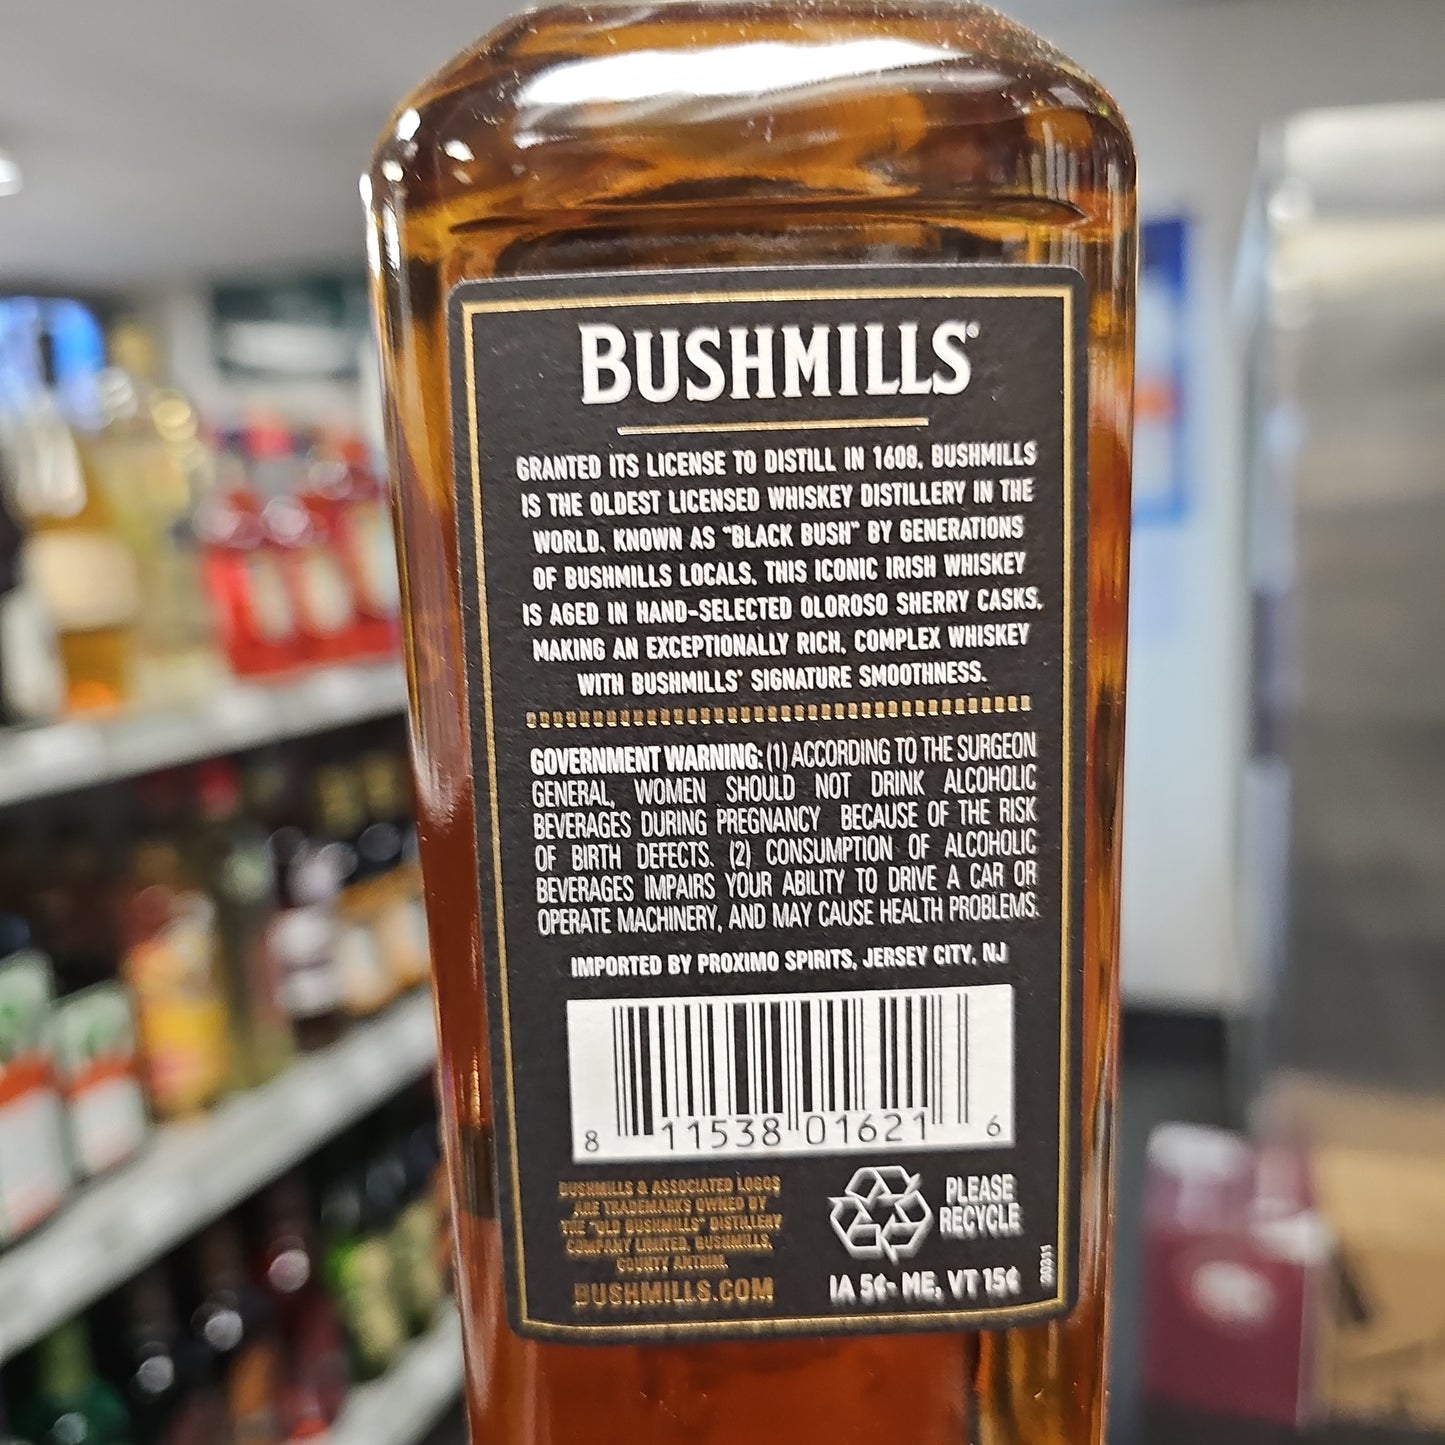 BUSHMILLS®
GRANTED ITS LICENSE TO DISTILL IN 1608, BUSHMILLS
IS THE OLDEST LICENSED WHISKEY DISTILLERY IN THE
WORLD. KNOWN AS "BLACK BUSH" BY GENERATIONS
OF BUSHMILLS LOCALS, THIS ICONIC IRISH WHISKEY
IS AGED IN HAND-SELECTED OLOROSO SHERRY CASKS,
MAKING AN EXCEPTIONALLY RICH, COMPLEX WHISKEY
WITH BUSHMILLS' SIGNATURE SMOOTHNESS.
GOVERNMENT WARNING: (1) ACCORDING TO THE SURGEON
GENERAL, WOMEN SHOULD NOT DRINK ALCOHOLIC
BEVERAGES DURING PREGNANCY BECAUSE OF THE RISK
OF BIRTH DEFECTS. (2) CONSUMPTION OF ALCOHOLIC
BEVERAGES IMPAIRS YOUR ABILITY TO DRIVE A CAR OR
OPERATE MACHINERY, AND MAY CAUSE HEALTH PROBLEMS.
IMPORTED BY PROXIMO SPIRITS, JERSEY CITY, NJ
8 11538 01621 6
BUSHMILLS & ASSOCIATED LOGOS
ARE TRADEMARKS OWNED BY
THE "OLD BUSHMILLS" DISTILLERY
COMPANY LIMITED, BUSHMILLS,
COUNTY ANTRIM.
BUSHMILLS.COM
PLEASE
RECYCLE
IA 5¢- ME, VT 15¢
20311